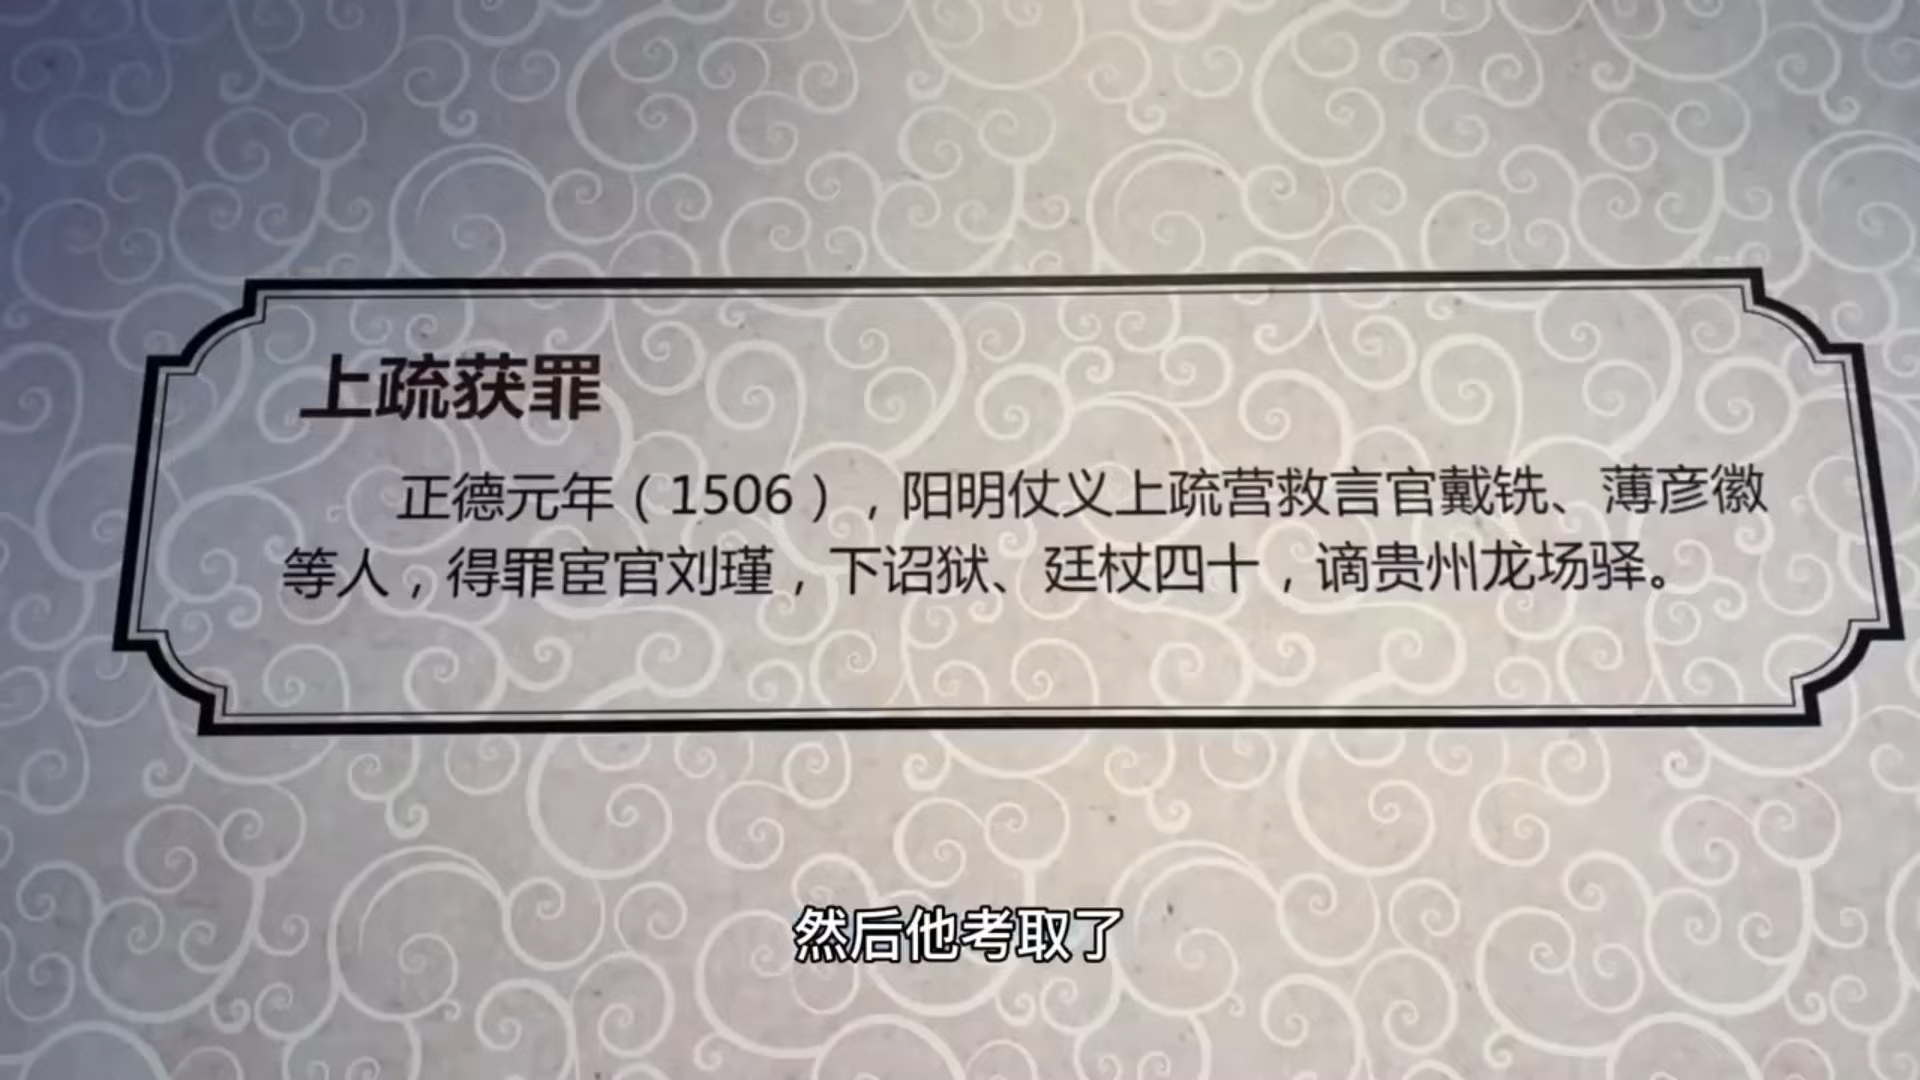 上疏获罪
正德元年（1506），阳明仗义上疏营救言官戴铣、薄彦徽
等人，得罪宦官刘瑾，下诏狱、廷杖四十，谪贵州龙场驿。
然后他考取了